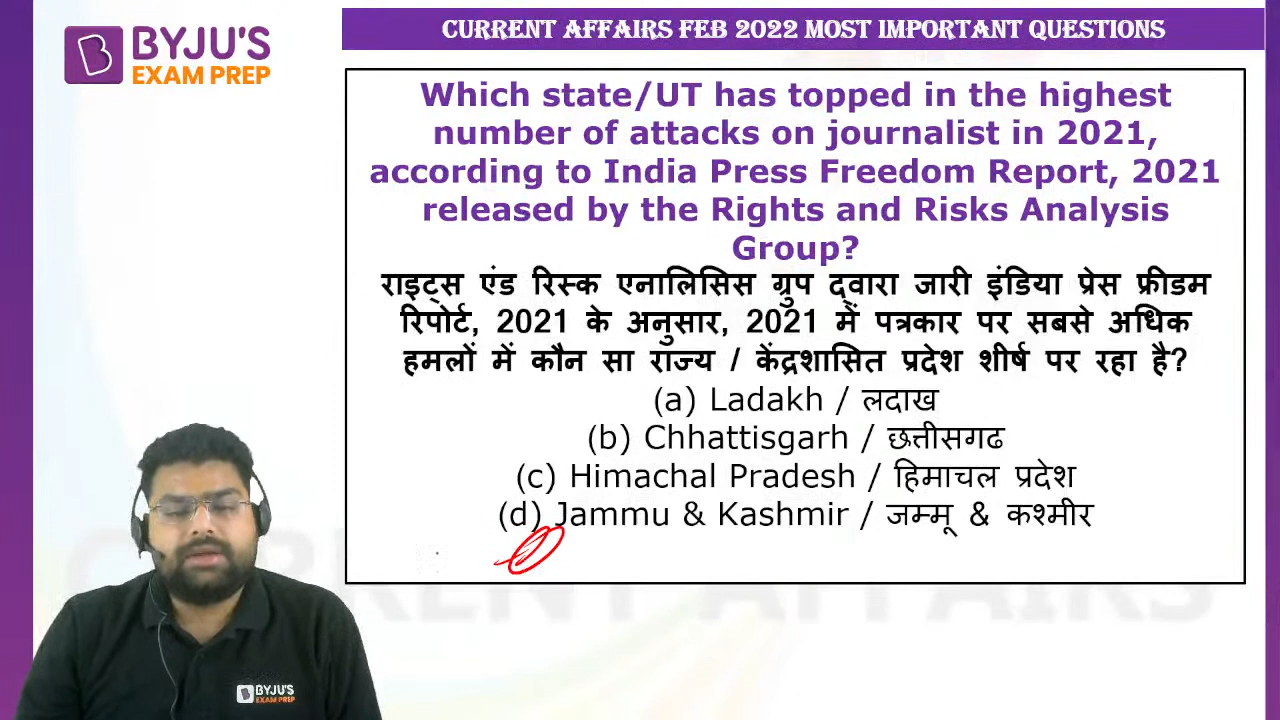 BYJU'S
EXAM PREP
CURRENT AFFAIRS FEB 2022 MOST IMPORTANT QUESTIONS
Which state/UT has topped in the highest
number of attacks on journalist in 2021,
according to India Press Freedom Report, 2021
released by the Rights and Risks Analysis
Group?
राइट्स एंड रिस्क एनालिसिस ग्रुप द्वारा जारी इंडिया प्रेस फ्रीडम
रिपोर्ट, 2021 के अनुसार, 2021 में पत्रकार पर सबसे अधिक
हमलों में कौन सा राज्य / केंद्रशासित प्रदेश शीर्ष पर रहा है?
(a) Ladakh / लदाख
(b) Chhattisgarh / छत्तीसगढ
(c) Himachal Pradesh / हिमाचल प्रदेश
(d) Jammu & Kashmir / जम्मू & कश्मीर
BYJU'S
EXAM PREP